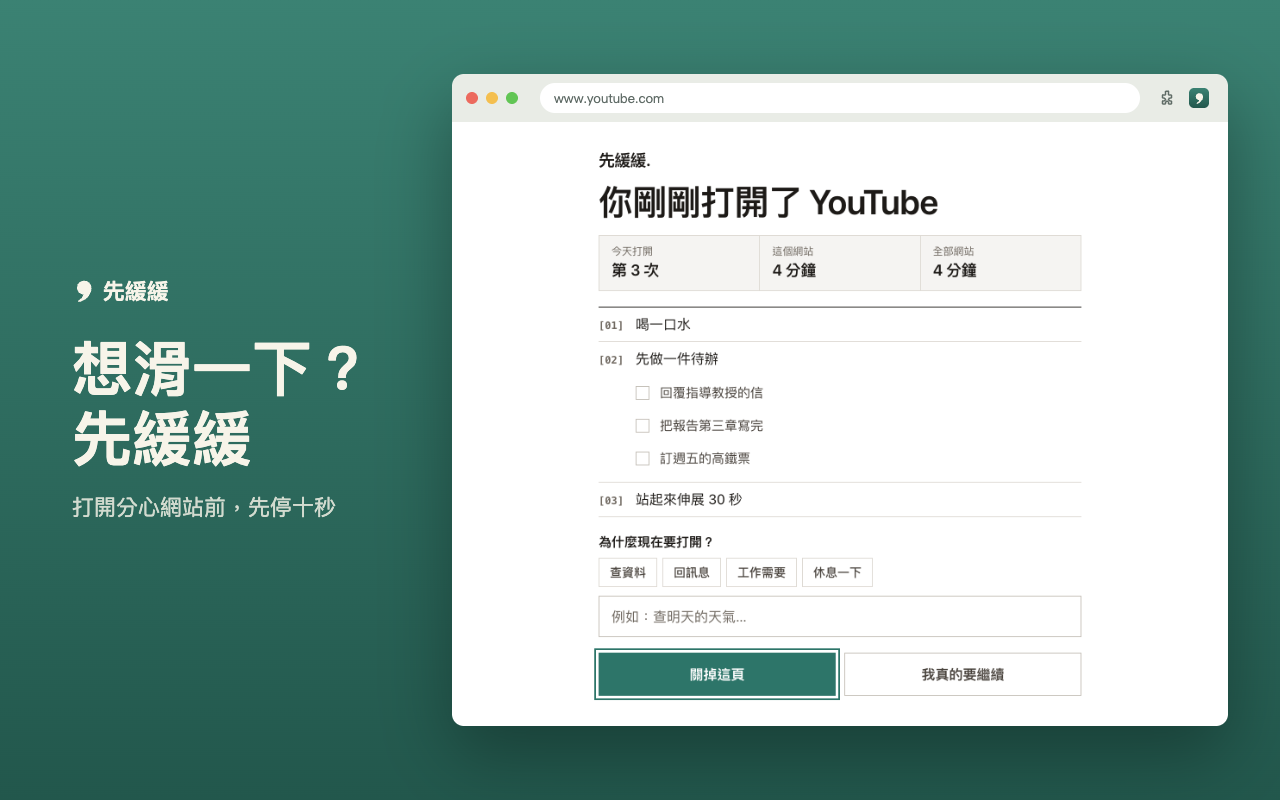 先緩緩
想滑一下？
先緩緩
打開分心網站前，先停十秒
www.youtube.com
先緩緩.
你剛剛打開了 YouTube
今天打開 這個網站 全部網站
第 3 次 4 分鐘 4 分鐘
[01] 喝一口水
[02] 先做一件待辦
回覆指導教授的信
把報告第三章寫完
訂週五的高鐵票
[03] 站起來伸展 30 秒
為什麼現在要打開？
查資料 回訊息 工作需要 休息一下
例如：查明天的天氣...
關掉這頁 我真的要繼續